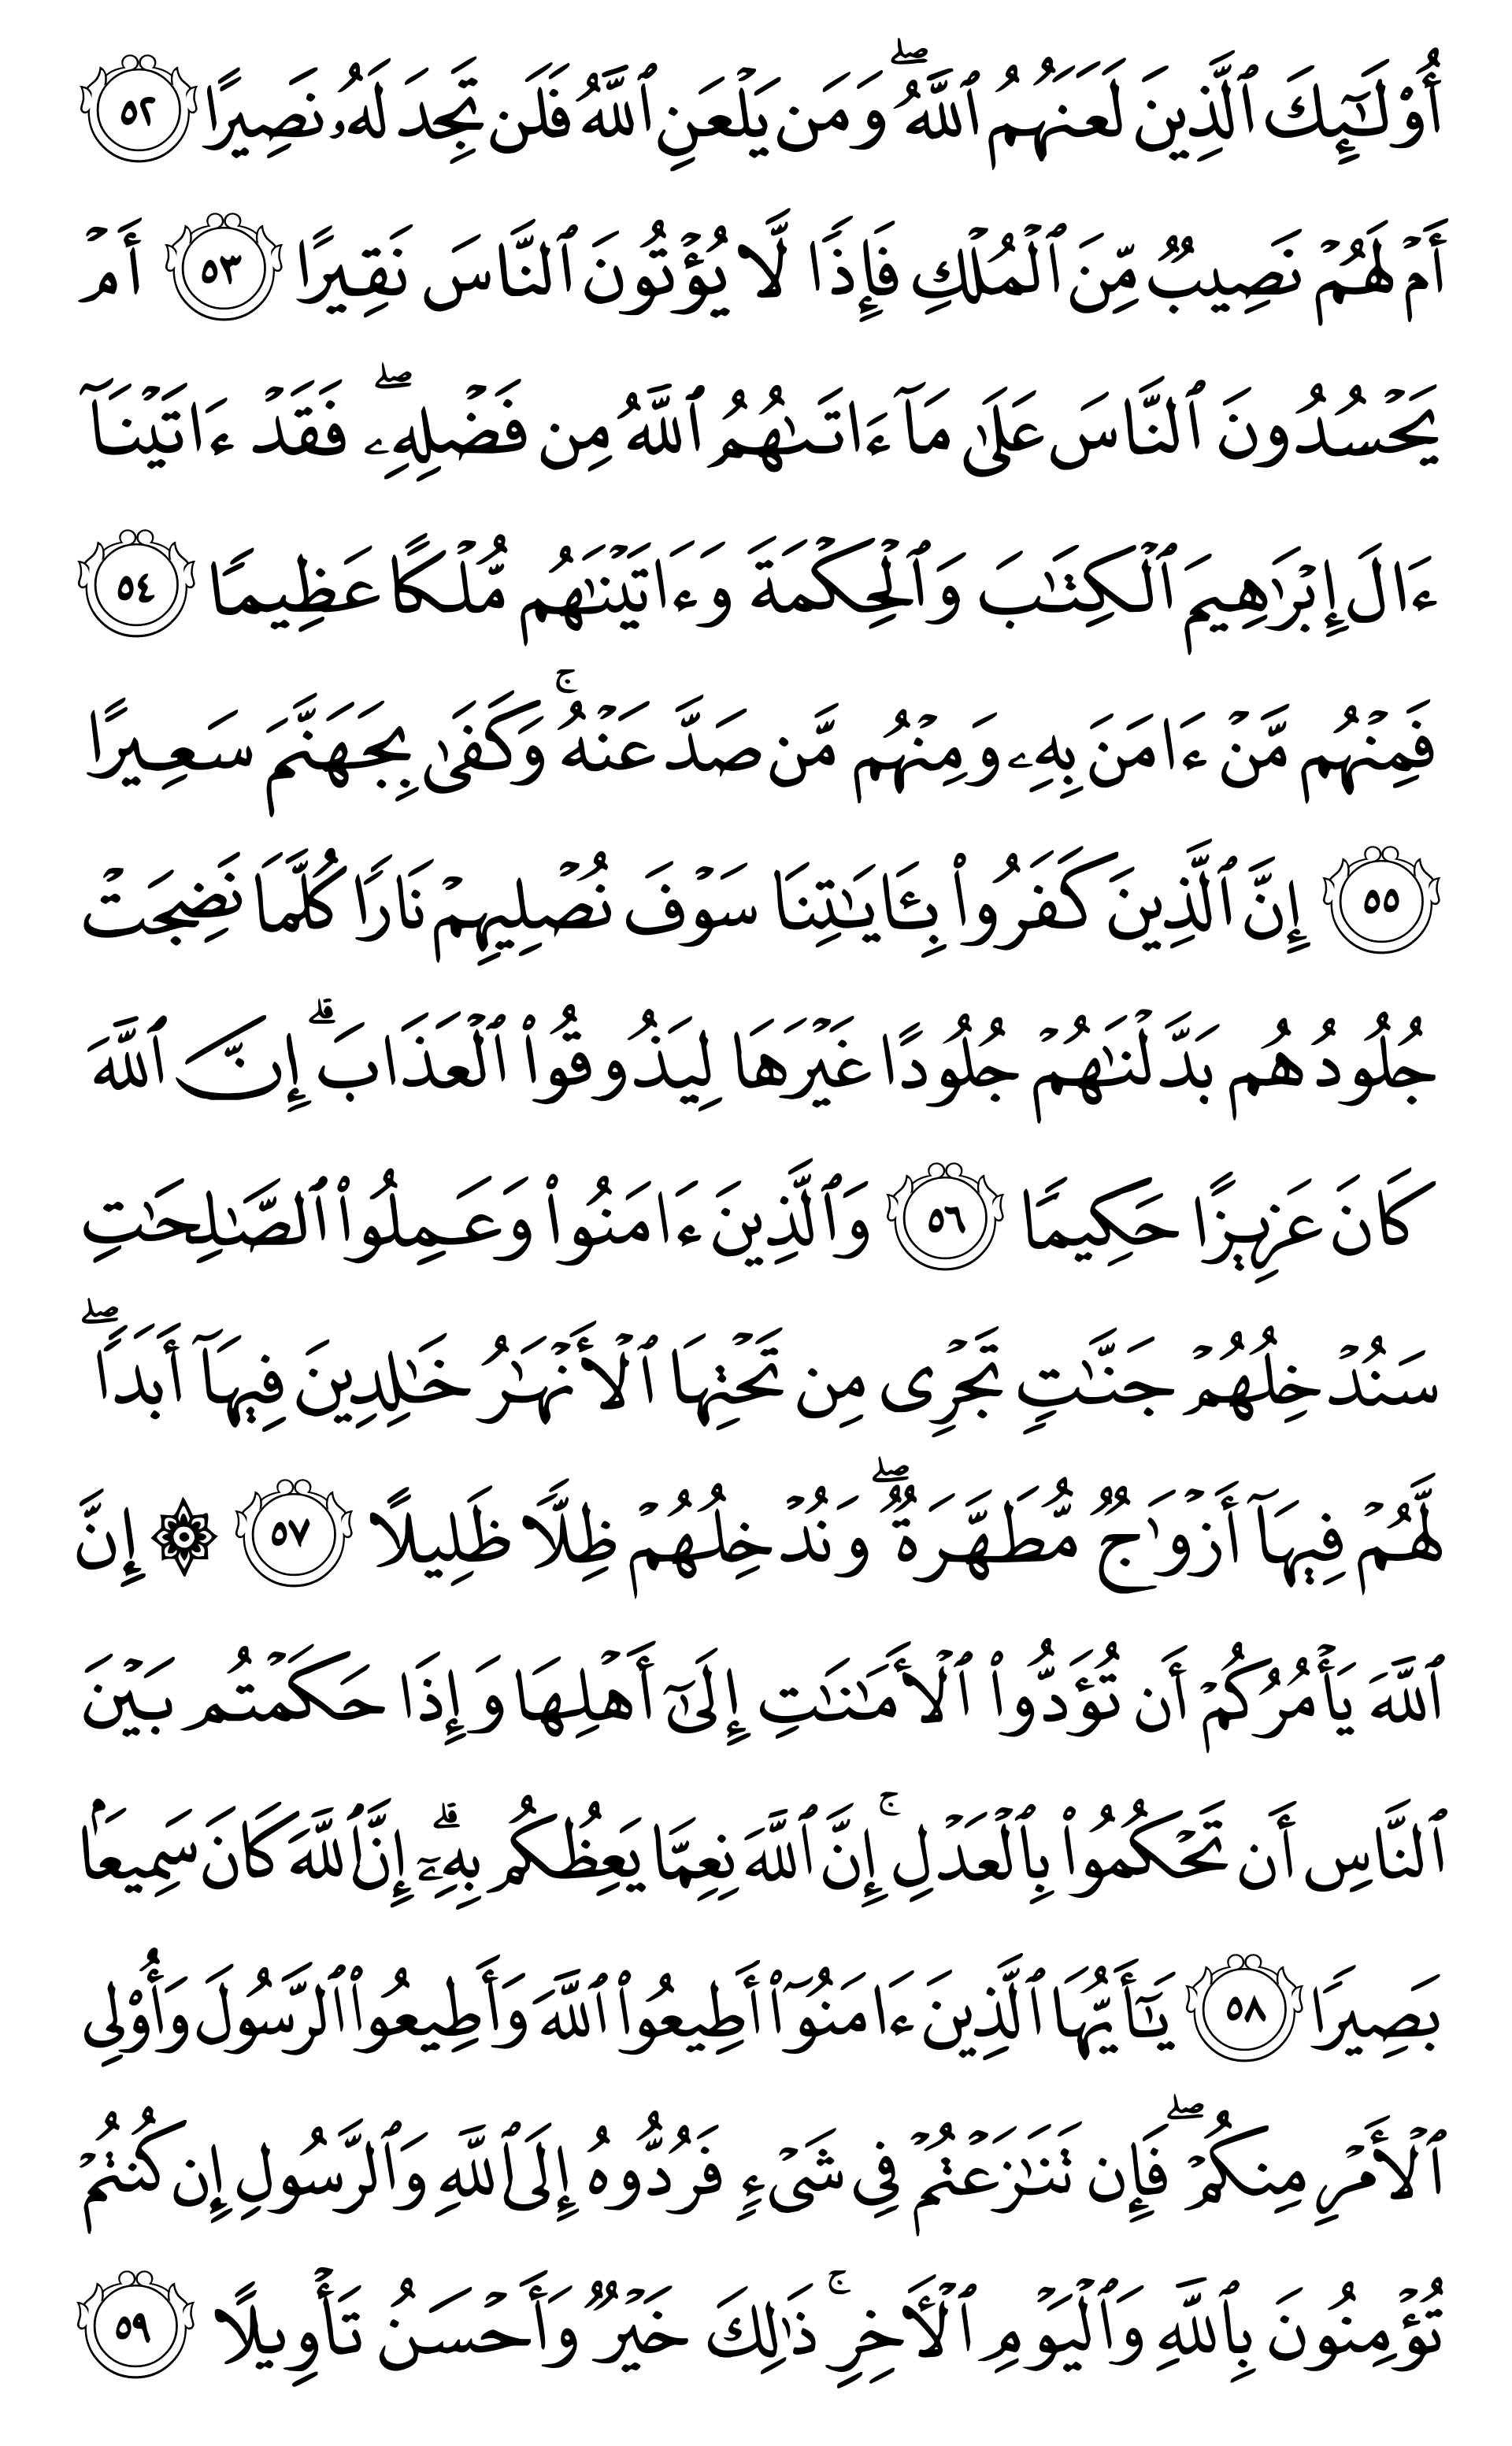 أُو۟لَـٰٓئِكَ ٱلَّذِينَ لَعَنَهُمُ ٱللَّهُ ۖ وَمَن يَلْعَنِ ٱللَّهُ فَلَن تَجِدَ لَهُۥ نَصِيرًا ٥٢
أَمْ لَهُمْ نَصِيبٌ مِّنَ ٱلْمُلْكِ فَإِذًا لَّا يُؤْتُونَ ٱلنَّاسَ نَقِيرًا ٥٣ أَمْ
يَحْسُدُونَ ٱلنَّاسَ عَلَىٰ مَآ ءَاتَىٰهُمُ ٱللَّهُ مِن فَضْلِهِۦ ۖ فَقَدْ ءَاتَيْنَآ
ءَالَ إِبْرَٰهِيمَ ٱلْكِتَـٰبَ وَٱلْحِكْمَةَ وَءَاتَيْنَـٰهُم مُّلْكًا عَظِيمًا ٥٤
فَمِنْهُم مَّنْ ءَامَنَ بِهِۦ وَمِنْهُم مَّن صَدَّ عَنْهُ ۚ وَكَفَىٰ بِجَهَنَّمَ سَعِيرًا
٥٥ إِنَّ ٱلَّذِينَ كَفَرُوا۟ بِـَٔايَـٰتِنَا سَوْفَ نُصْلِيهِمْ نَارًا كُلَّمَا نَضِجَتْ
جُلُودُهُم بَدَّلْنَـٰهُمْ جُلُودًا غَيْرَهَا لِيَذُوقُوا۟ ٱلْعَذَابَ ۗ إِنَّ ٱللَّهَ
كَانَ عَزِيزًا حَكِيمًا ٥٦ وَٱلَّذِينَ ءَامَنُوا۟ وَعَمِلُوا۟ ٱلصَّـٰلِحَـٰتِ
سَنُدْخِلُهُمْ جَنَّـٰتٍ تَجْرِى مِن تَحْتِهَا ٱلْأَنْهَـٰرُ خَـٰلِدِينَ فِيهَآ أَبَدًا ۖ
لَّهُمْ فِيهَآ أَزْوَٰجٌ مُّطَهَّرَةٌ ۖ وَنُدْخِلُهُمْ ظِلًّا ظَلِيلًا ٥٧ ۞ إِنَّ
ٱللَّهَ يَأْمُرُكُمْ أَن تُؤَدُّوا۟ ٱلْأَمَـٰنَـٰتِ إِلَىٰٓ أَهْلِهَا وَإِذَا حَكَمْتُم بَيْنَ
ٱلنَّاسِ أَن تَحْكُمُوا۟ بِٱلْعَدْلِ ۚ إِنَّ ٱللَّهَ نِعِمَّا يَعِظُكُم بِهِۦٓ ۗ إِنَّ ٱللَّهَ كَانَ سَمِيعًۢا
بَصِيرًا ٥٨ يَـٰٓأَيُّهَا ٱلَّذِينَ ءَامَنُوٓا۟ أَطِيعُوا۟ ٱللَّهَ وَأَطِيعُوا۟ ٱلرَّسُولَ وَأُو۟لِى
ٱلْأَمْرِ مِنكُمْ ۖ فَإِن تَنَـٰزَعْتُمْ فِى شَىْءٍ فَرُدُّوهُ إِلَى ٱللَّهِ وَٱلرَّسُولِ إِن كُنتُمْ
تُؤْمِنُونَ بِٱللَّهِ وَٱلْيَوْمِ ٱلْـَٔاخِرِ ۚ ذَٰلِكَ خَيْرٌ وَأَحْسَنُ تَأْوِيلًا ٥٩